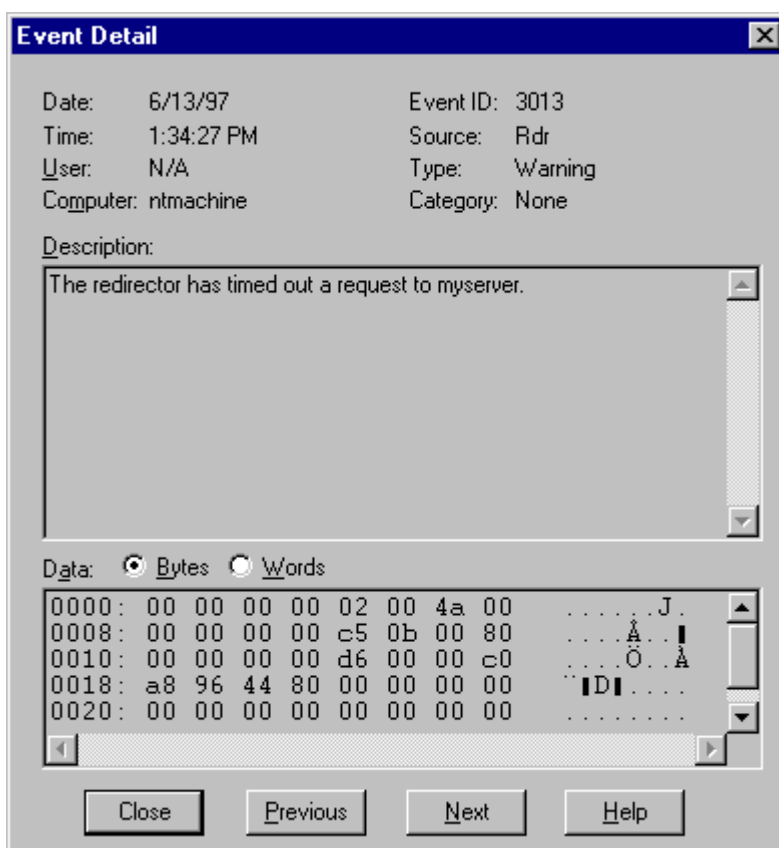 Event Detail
Date: 6/13/97 Event ID: 3013
Time: 1:34:27 PM Source: Rdr
User: N/A Type: Warning
Computer: ntmachine Category: None
Description:
The redirector has timed out a request to myserver.
Data: Bytes Words
0000: 00 00 00 00 02 00 4a 00 ......J.
0008: 00 00 00 00 c5 0b 00 80 ....Å..▮
0010: 00 00 00 00 d6 00 00 c0 ....Ö..À
0018: a8 96 44 80 00 00 00 00 ¨▮D▮....
0020: 00 00 00 00 00 00 00 00 ........
Close Previous Next Help